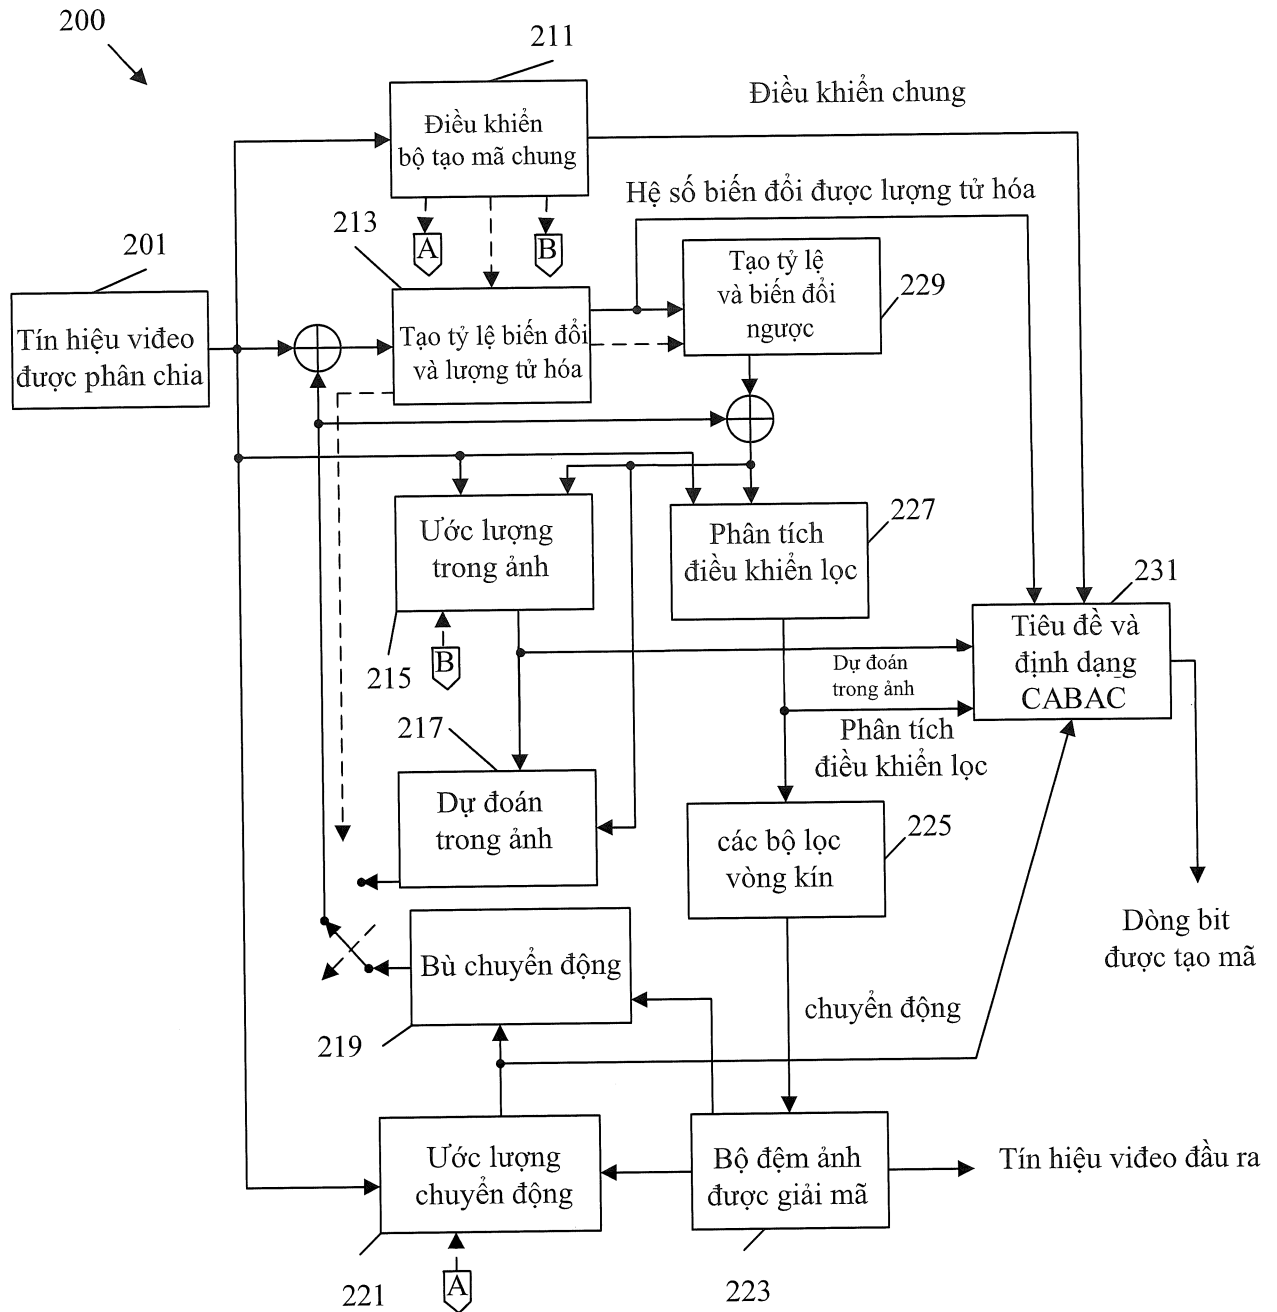 200
211
Điều khiển chung
Điều khiển
bộ tạo mã chung
Hệ số biến đổi được lượng tử hóa
213
A
B
201
Tạo tỷ lệ
và biến đổi
ngược
229
Tín hiệu viđeo
được phân chia
Tạo tỷ lệ biến đổi
và lượng tử hóa
227
Ước lượng
trong ảnh
Phân tích
điều khiển lọc
231
Tiêu đề và
định dạng
CABAC
215
B
Dự đoán
trong ảnh
217
Phân tích
điều khiển lọc
Dự đoán
trong ảnh
225
các bộ lọc
vòng kín
Dòng bit
được tạo mã
Bù chuyển động
chuyển động
219
Ước lượng
chuyển động
Bộ đệm ảnh
được giải mã
Tín hiệu viđeo đầu ra
221
A
223